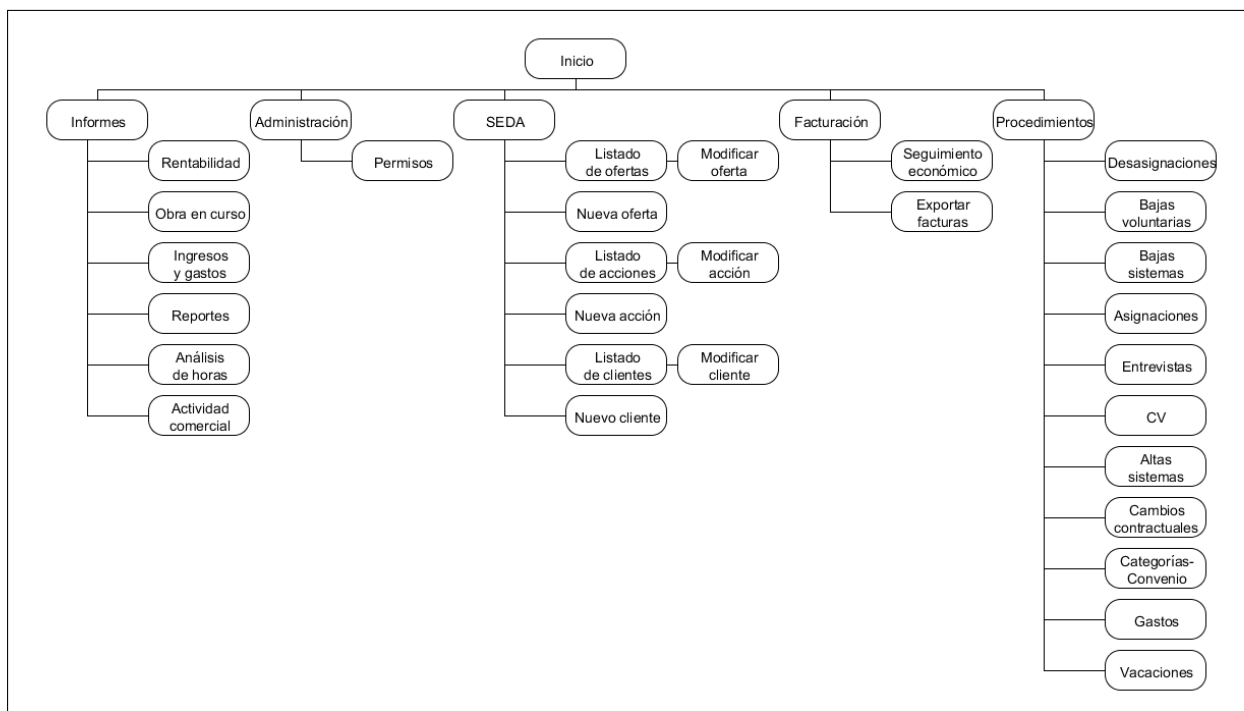 Inicio
Informes
Administración
SEDA
Facturación
Procedimientos
Rentabilidad
Obra en curso
Ingresos
y gastos
Reportes
Análisis
de horas
Actividad
comercial
Permisos
Listado
de ofertas
Modificar
oferta
Nueva oferta
Listado
de acciones
Modificar
acción
Nueva acción
Listado
de clientes
Modificar
cliente
Nuevo cliente
Seguimiento
económico
Exportar
facturas
Desasignaciones
Bajas
voluntarias
Bajas
sistemas
Asignaciones
Entrevistas
CV
Altas
sistemas
Cambios
contractuales
Categorías-
Convenio
Gastos
Vacaciones